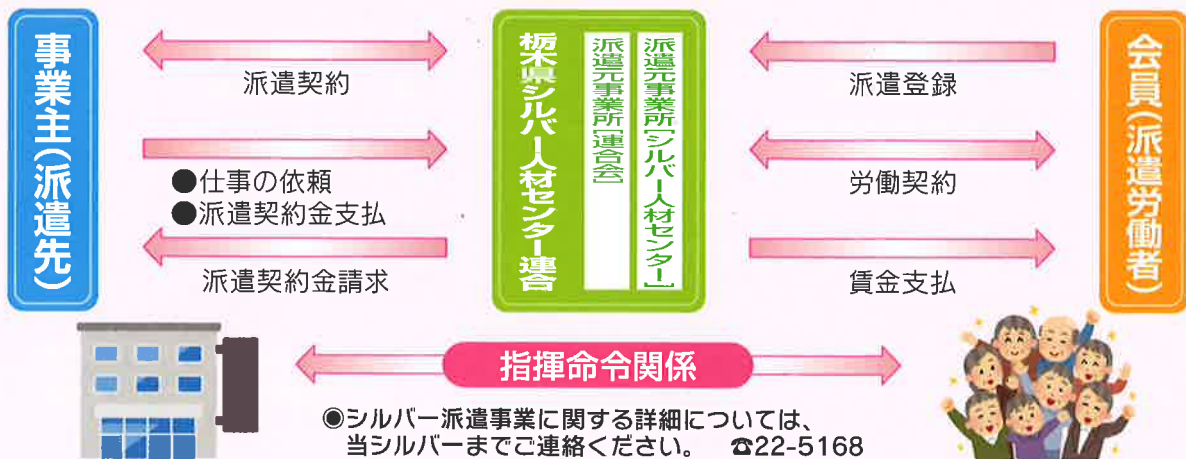 事業主(派遣先)
派遣契約
●仕事の依頼
●派遣契約金支払
派遣契約金請求
栃木県シルバー人材センター連合
派遣元事業所[シルバー人材センター]
派遣元事業所[連合会]
派遣登録
労働契約
賃金支払
会員(派遣労働者)
指揮命令関係
◉シルバー派遣事業に関する詳細については、
当シルバーまでご連絡ください。 ☎22-5168